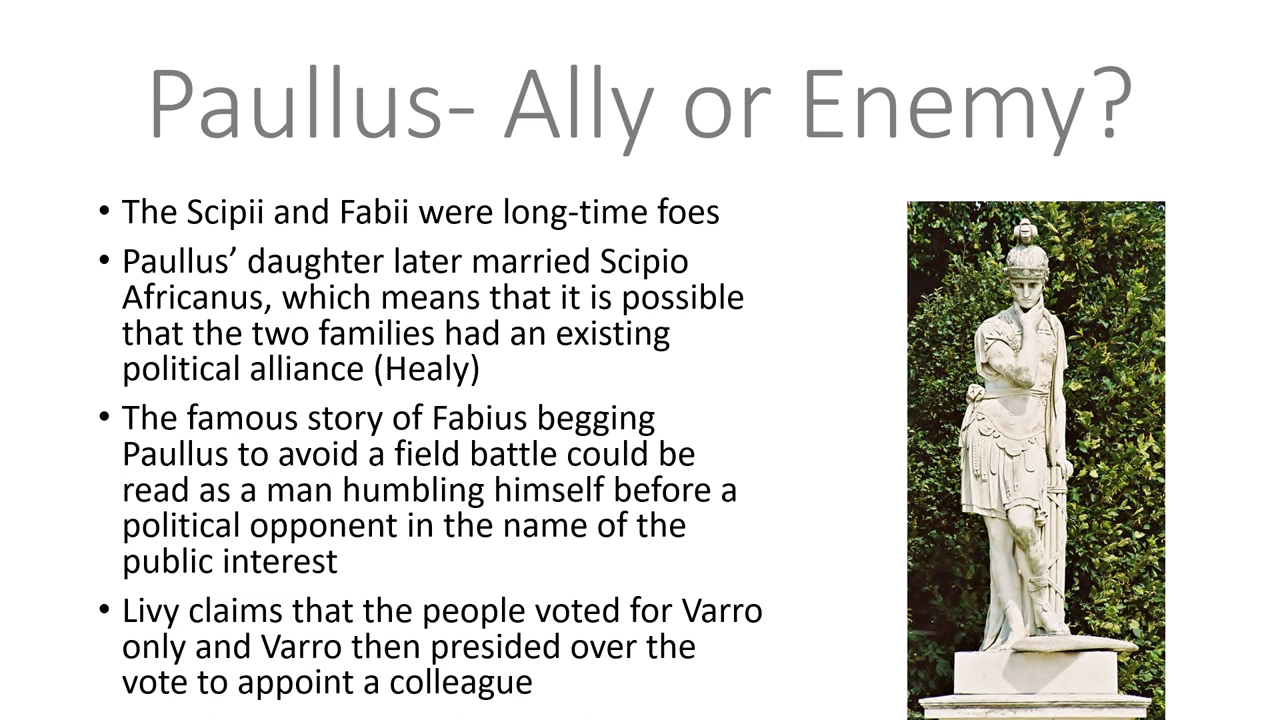 Paullus- Ally or Enemy?
• The Scipii and Fabii were long-time foes
• Paullus’ daughter later married Scipio
Africanus, which means that it is possible
that the two families had an existing
political alliance (Healy)
• The famous story of Fabius begging
Paullus to avoid a field battle could be
read as a man humbling himself before a
political opponent in the name of the
public interest
• Livy claims that the people voted for Varro
only and Varro then presided over the
vote to appoint a colleague